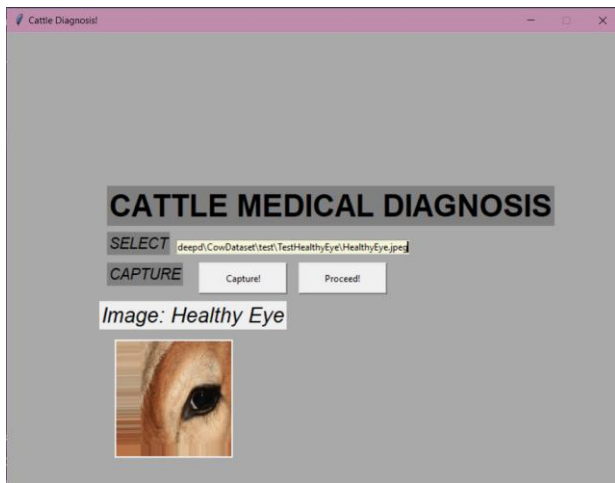 Cattle Diagnosis!
CATTLE MEDICAL DIAGNOSIS
SELECT deepd\CowDataset\test\TestHealthyEye\HealthyEye.jpeg
CAPTURE Capture! Proceed!
Image: Healthy Eye